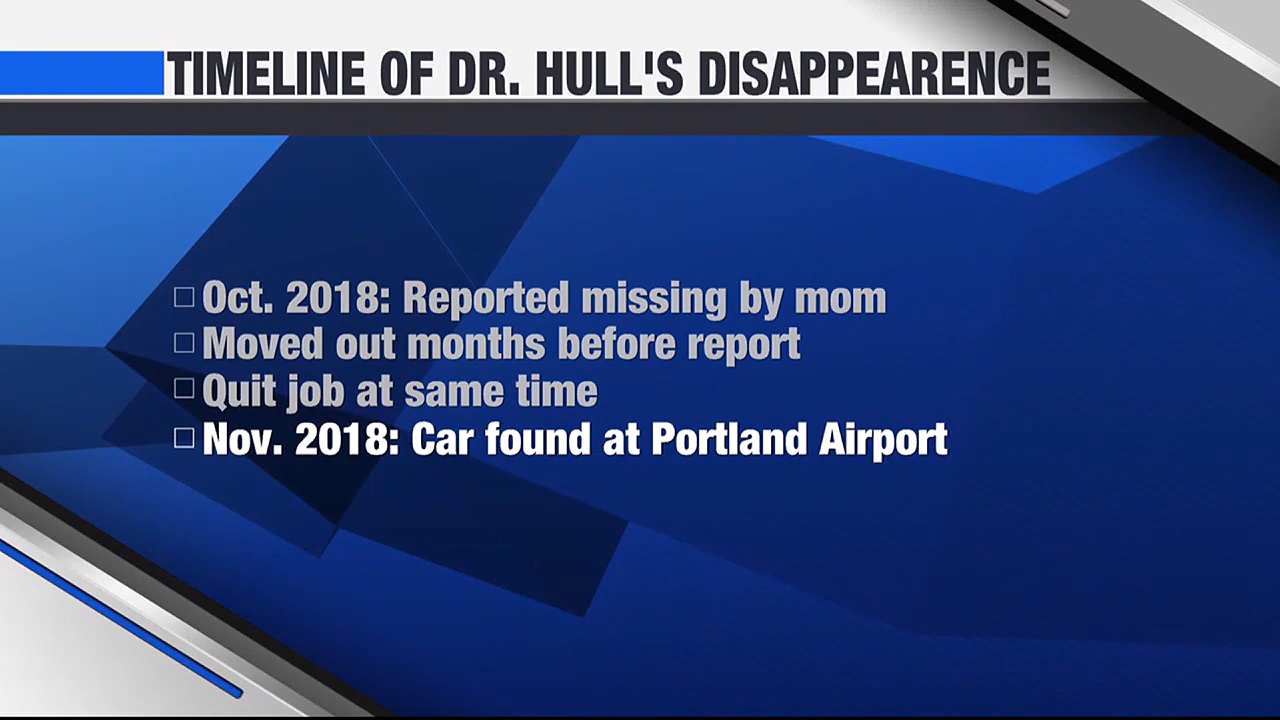 TIMELINE OF DR. HULL'S DISAPPEARENCE
Oct. 2018: Reported missing by mom
Moved out months before report
Quit job at same time
Nov. 2018: Car found at Portland Airport